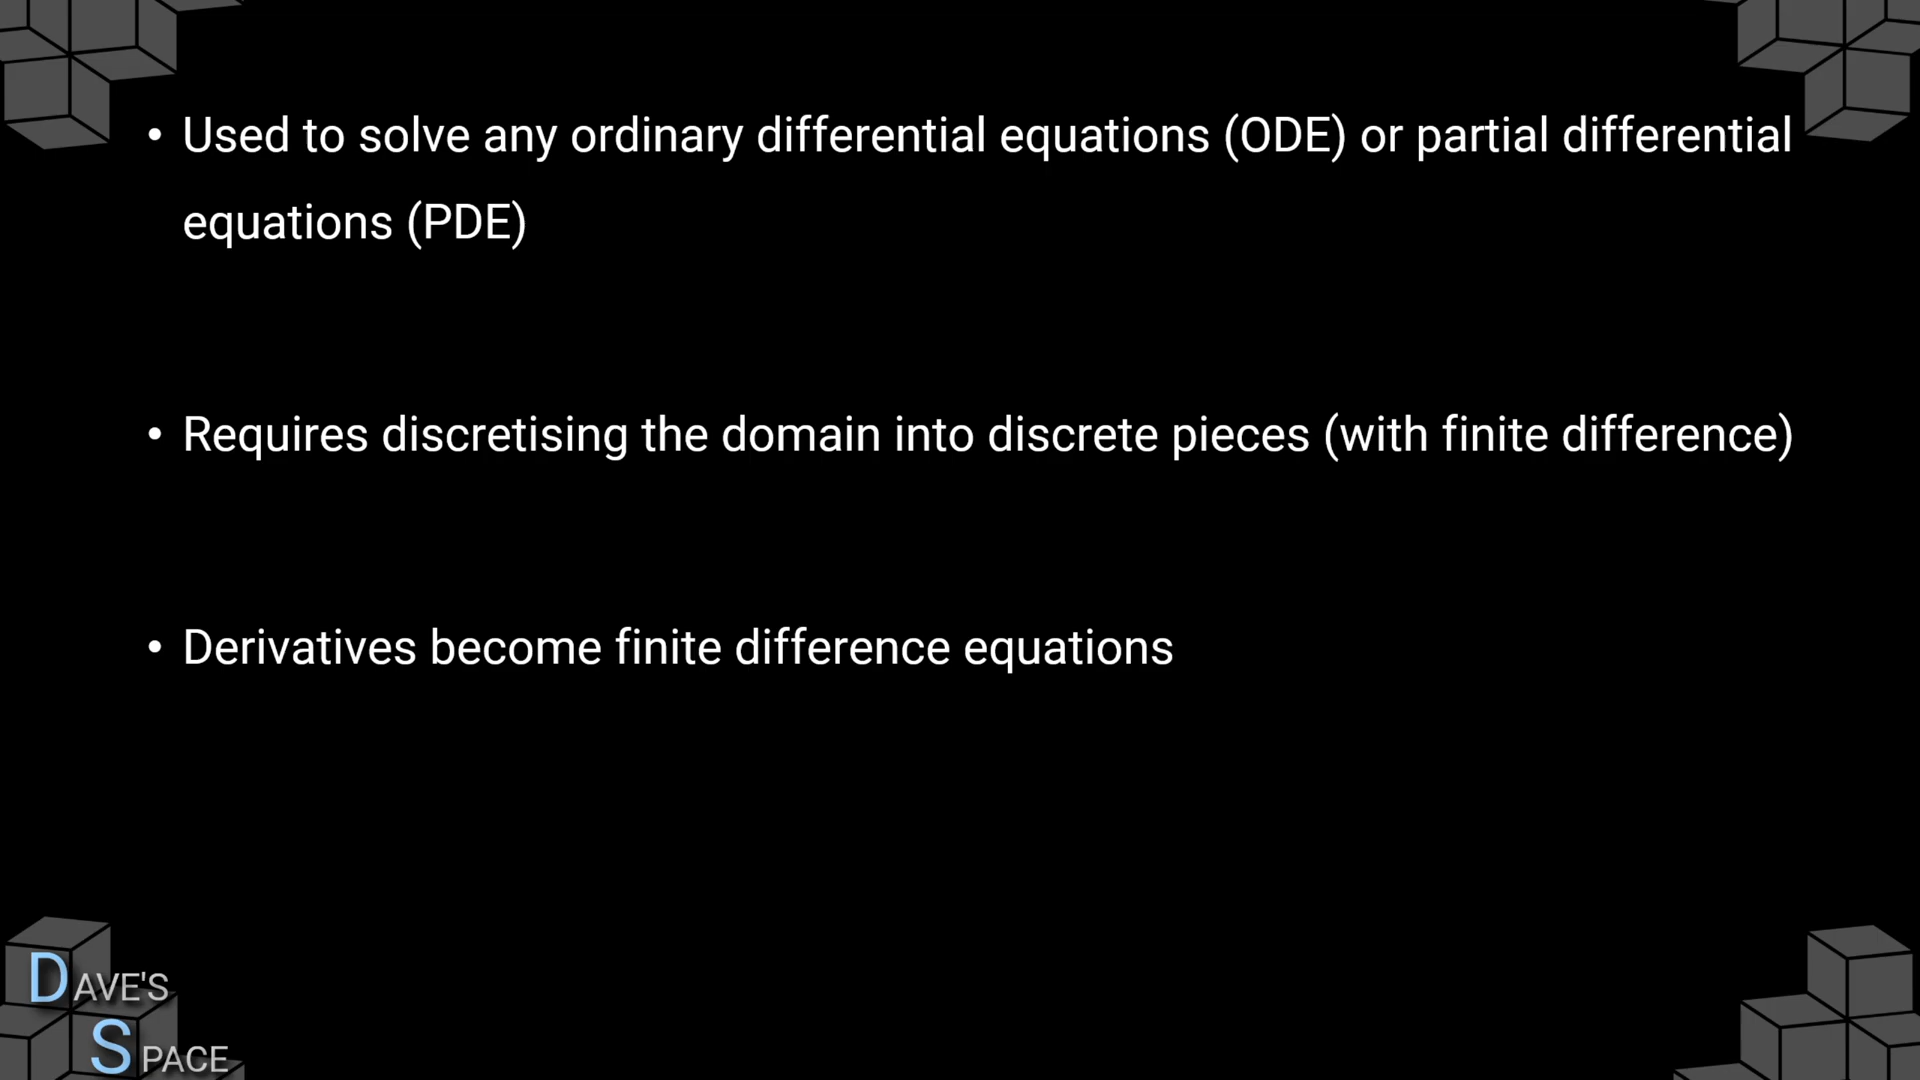 • Used to solve any ordinary differential equations (ODE) or partial differential
equations (PDE)
• Requires discretising the domain into discrete pieces (with finite difference)
• Derivatives become finite difference equations
DAVE'S
SPACE